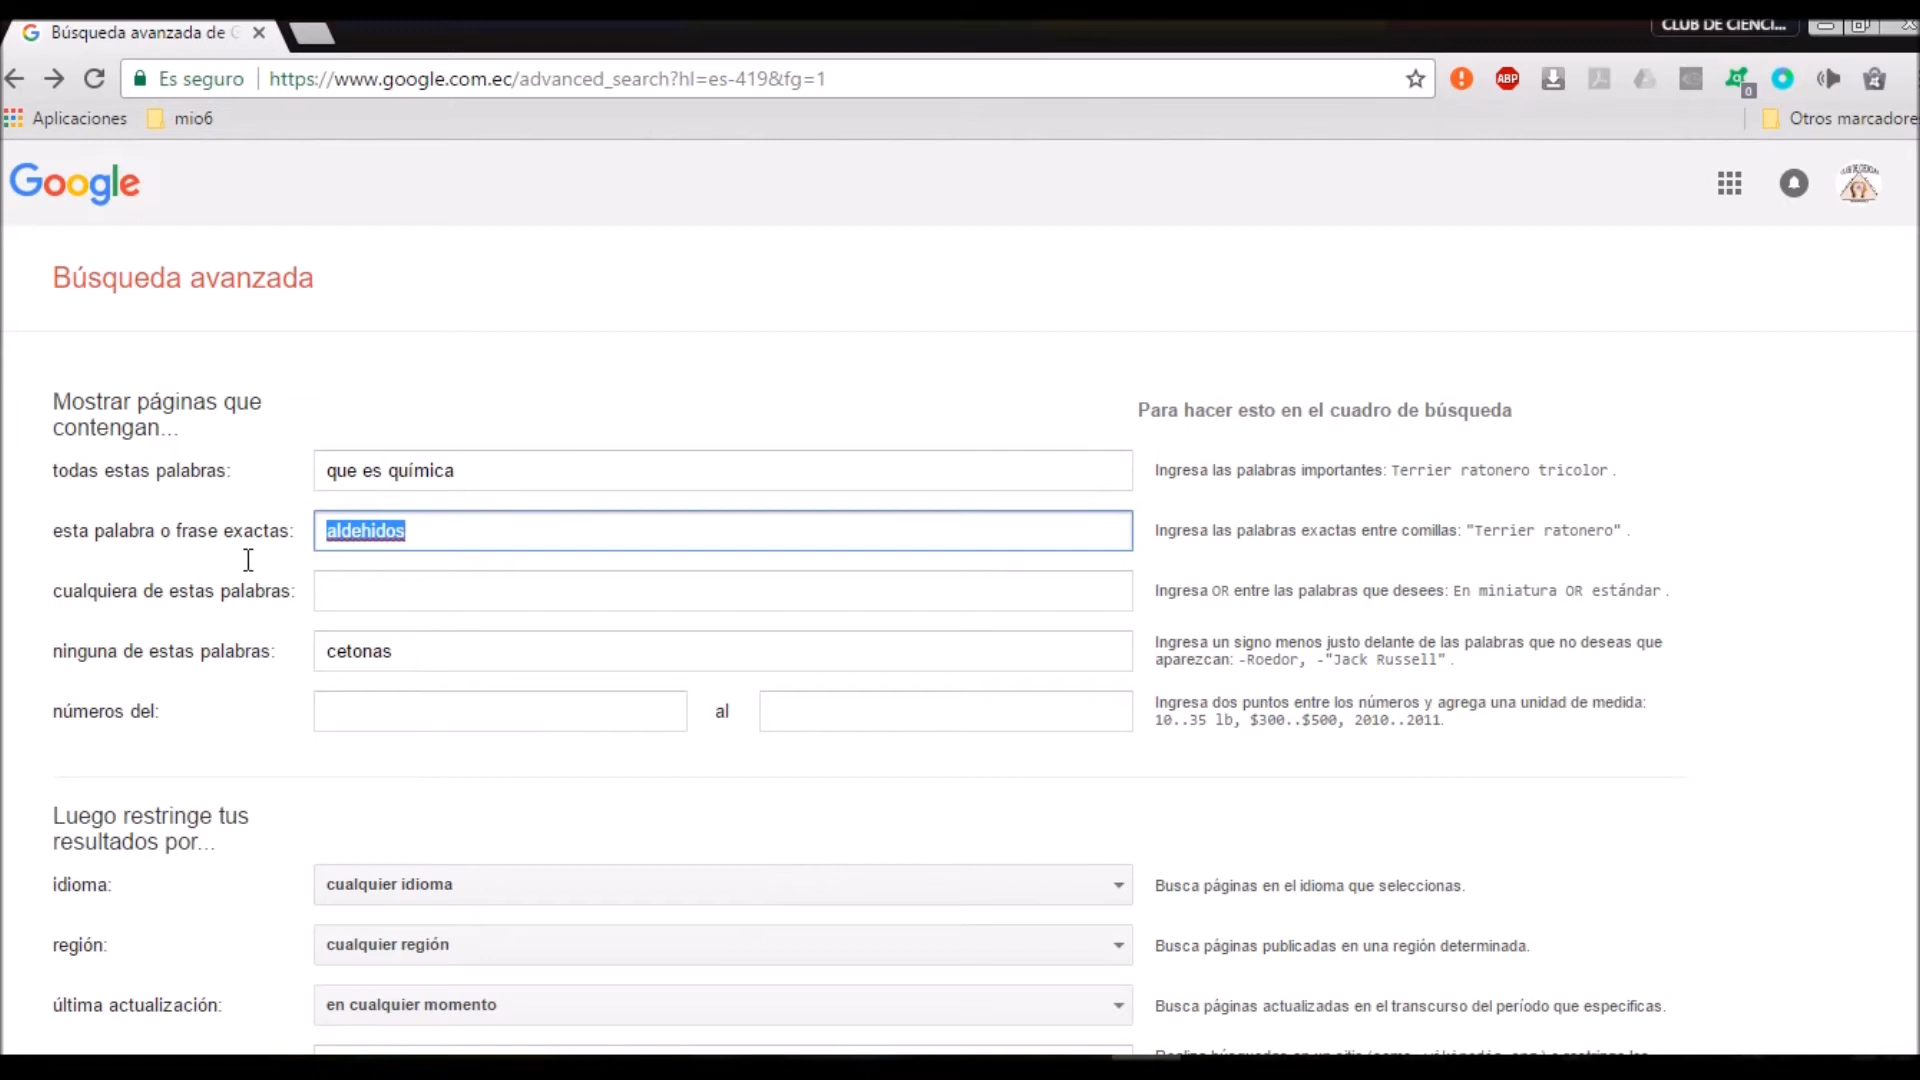 Búsqueda avanzada de G
CLUB DE CIENCI...
Es seguro
https://www.google.com.ec/advanced_search?hl=es-419&fg=1
ABP
0
Aplicaciones
mio6
Otros marcadore
Google
Búsqueda avanzada
Mostrar páginas que
contengan...
Para hacer esto en el cuadro de búsqueda
todas estas palabras:
que es química
Ingresa las palabras importantes: Terrier ratonero tricolor .
esta palabra o frase exactas:
aldehidos
Ingresa las palabras exactas entre comillas: "Terrier ratonero" .
cualquiera de estas palabras:
Ingresa OR entre las palabras que desees: En miniatura OR estándar .
ninguna de estas palabras:
cetonas
Ingresa un signo menos justo delante de las palabras que no deseas que
aparezcan: -Roedor, -"Jack Russell" .
números del:
al
Ingresa dos puntos entre los números y agrega una unidad de medida:
10..35 lb, $300..$500, 2010..2011.
Luego restringe tus
resultados por...
idioma:
cualquier idioma
Busca páginas en el idioma que seleccionas.
región:
cualquier región
Busca páginas publicadas en una región determinada.
última actualización:
en cualquier momento
Busca páginas actualizadas en el transcurso del período que especificas.